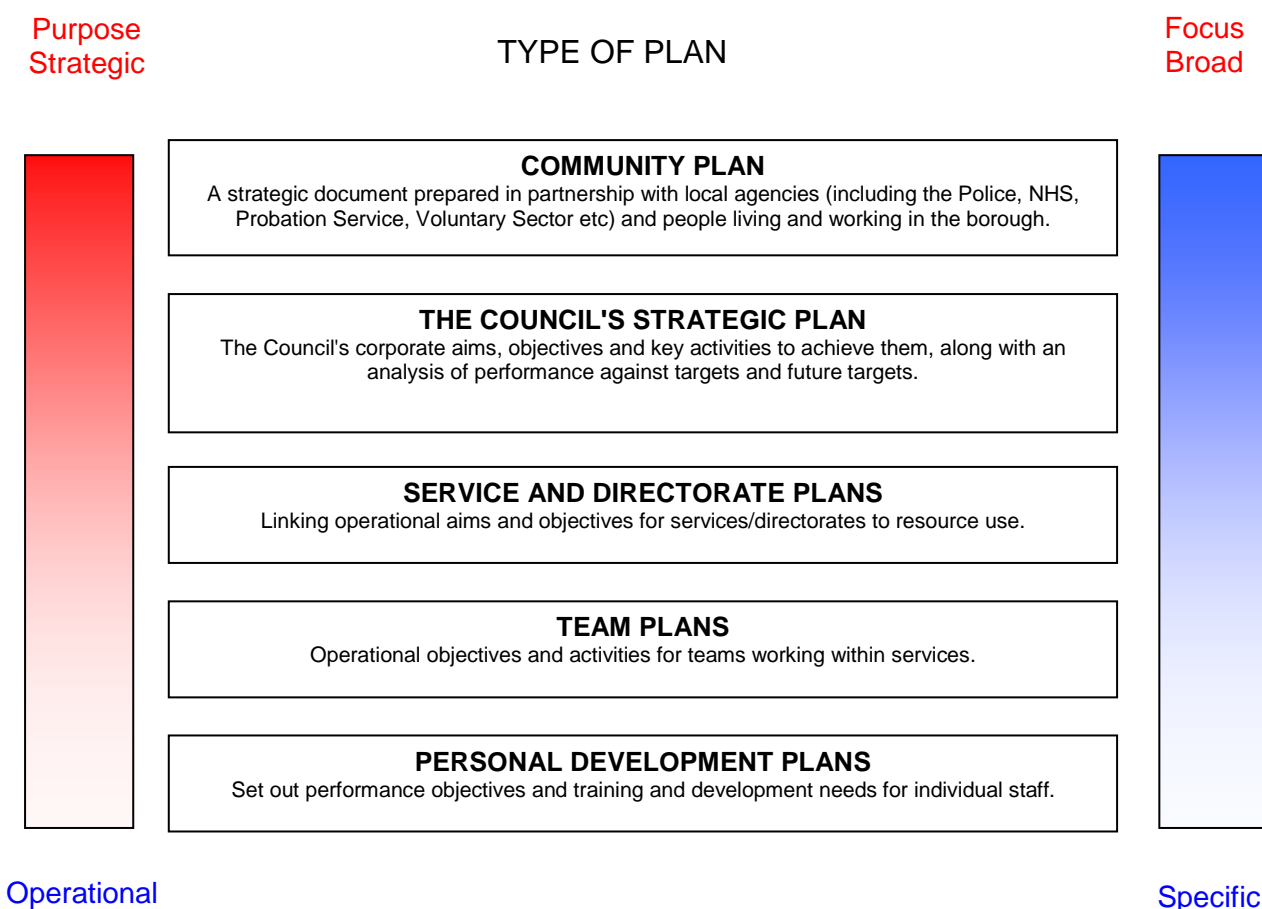 Purpose
Strategic
TYPE OF PLAN
Focus
Broad
COMMUNITY PLAN
A strategic document prepared in partnership with local agencies (including the Police, NHS,
Probation Service, Voluntary Sector etc) and people living and working in the borough.
THE COUNCIL'S STRATEGIC PLAN
The Council's corporate aims, objectives and key activities to achieve them, along with an
analysis of performance against targets and future targets.
SERVICE AND DIRECTORATE PLANS
Linking operational aims and objectives for services/directorates to resource use.
TEAM PLANS
Operational objectives and activities for teams working within services.
PERSONAL DEVELOPMENT PLANS
Set out performance objectives and training and development needs for individual staff.
Operational
Specific